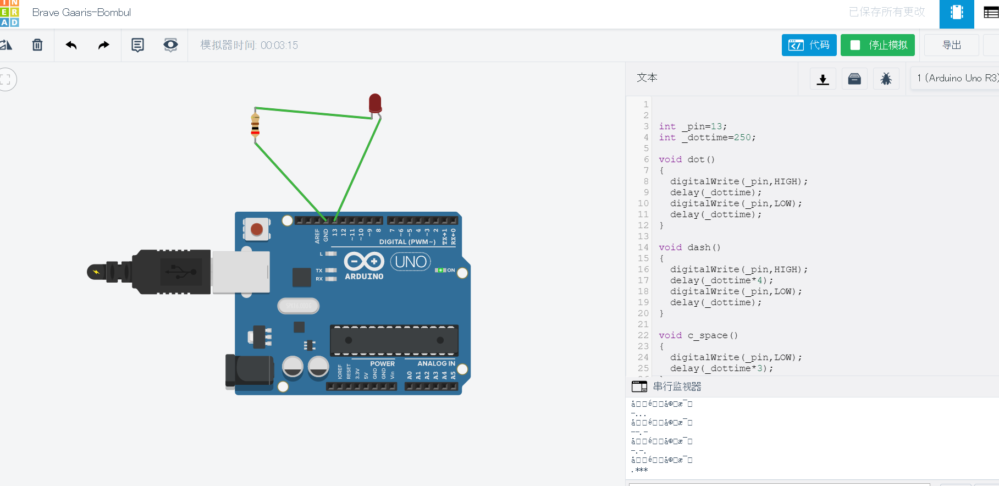 IN
ER
AD
Brave Gaaris-Bombul
已保存所有更改
模拟器时间: 00:03:15
代码
停止模拟
导出
文本
1 (Arduino Uno R3)
1
2
3 int _pin=13;
4 int _dottime=250;
5
6 void dot()
7 {
8 digitalWrite(_pin,HIGH);
9 delay(_dottime);
10 digitalWrite(_pin,LOW);
11 delay(_dottime);
12 }
13
14 void dash()
15 {
16 digitalWrite(_pin,HIGH);
17 delay(_dottime*4);
18 digitalWrite(_pin,LOW);
19 delay(_dottime);
20 }
21
22 void c_space()
23 {
24 digitalWrite(_pin,LOW);
25 delay(_dottime*3);
串行监视器
å□□é□□å®□æ¯□
-...
å□□é□□å®□æ¯□
--.-
å□□é□□å®□æ¯□
-.-.
å□□é□□å®□æ¯□
.***
AREF
GND
13
12
~11
~10
~9
8
7
~6
~5
4
~3
2
TX→1
RX←0
DIGITAL (PWM~)
L
TX
RX
ARDUINO
UNO
ON
POWER
ANALOG IN
IOREF
RESET
3.3V
5V
GND
GND
Vin
A0
A1
A2
A3
A4
A5